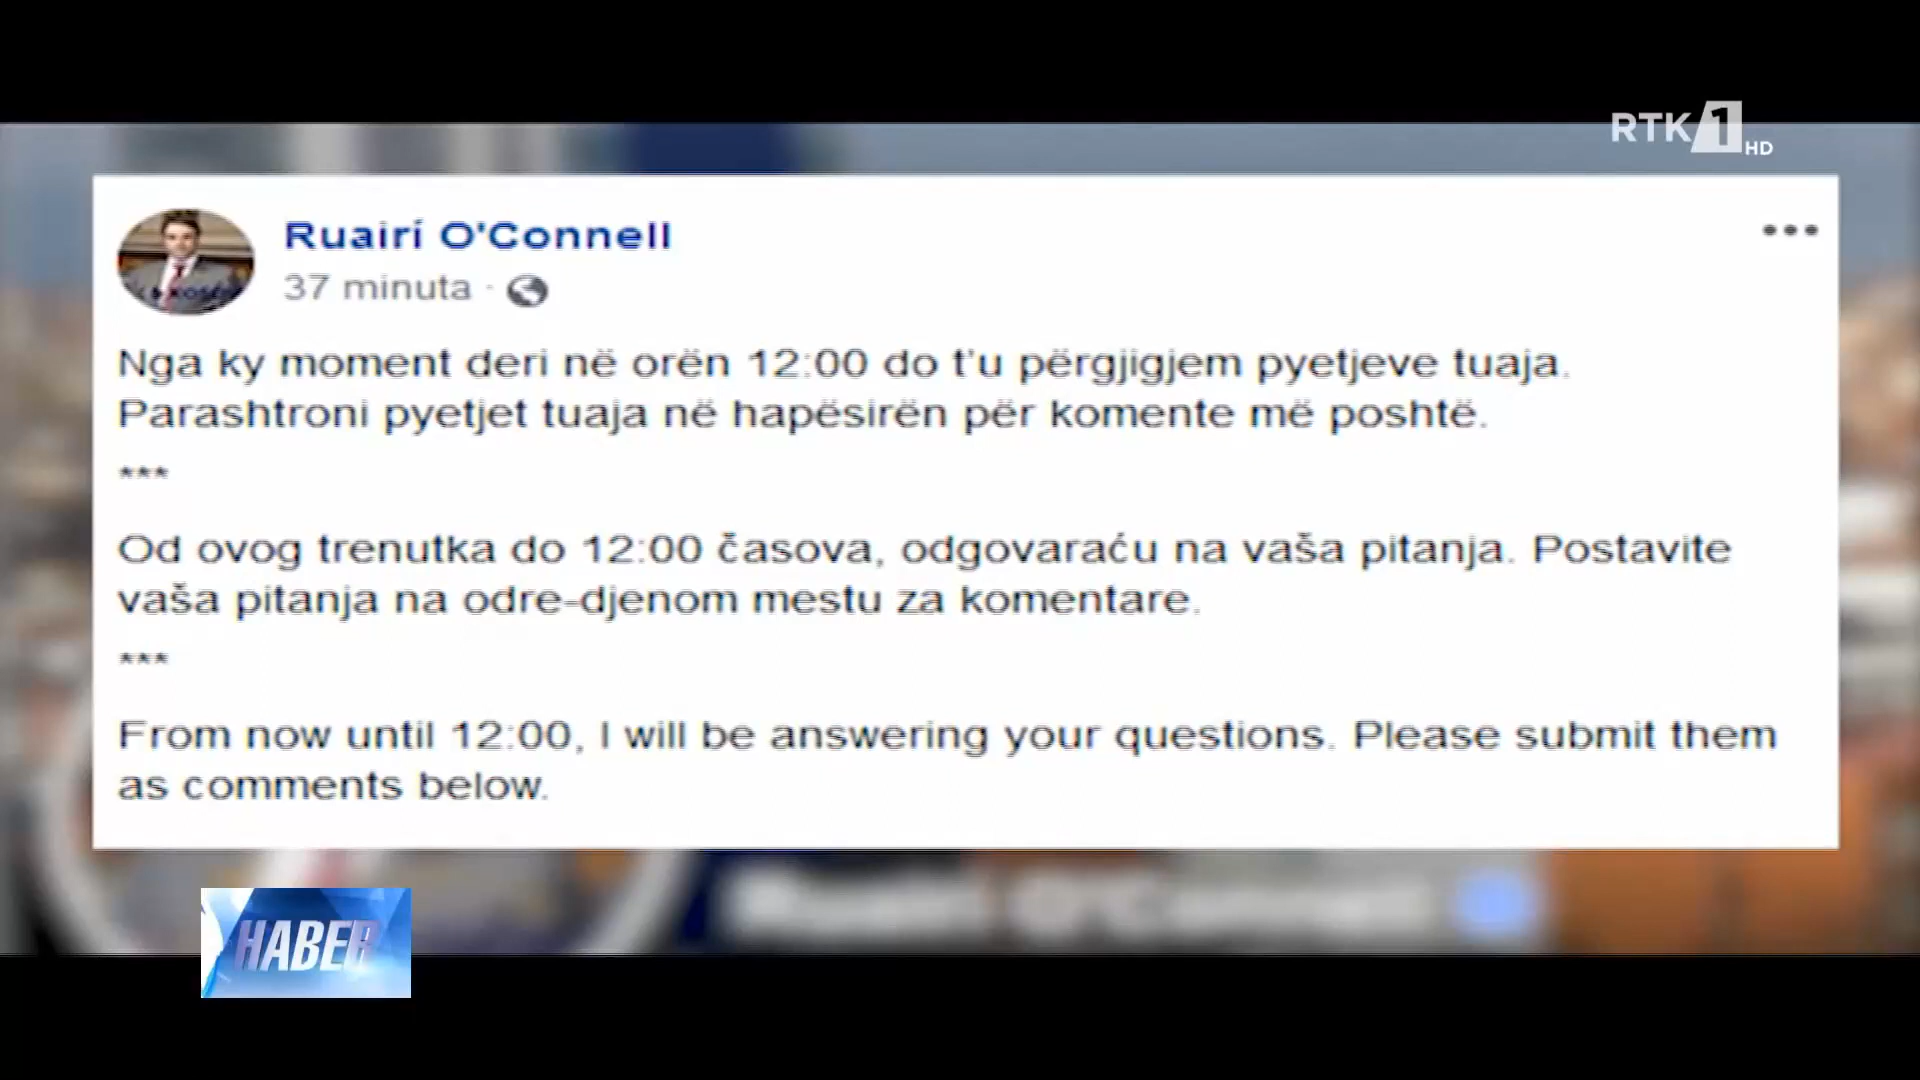 RTK 1 HD
Ruairí O'Connell
37 minuta ·
Nga ky moment deri në orën 12:00 do t'u përgjigjem pyetjeve tuaja.
Parashtroni pyetjet tuaja në hapësirën për komente më poshtë.
***
Od ovog trenutka do 12:00 časova, odgovaraću na vaša pitanja. Postavite
vaša pitanja na odre-djenom mestu za komentare.
***
From now until 12:00, I will be answering your questions. Please submit them
as comments below.
HABER